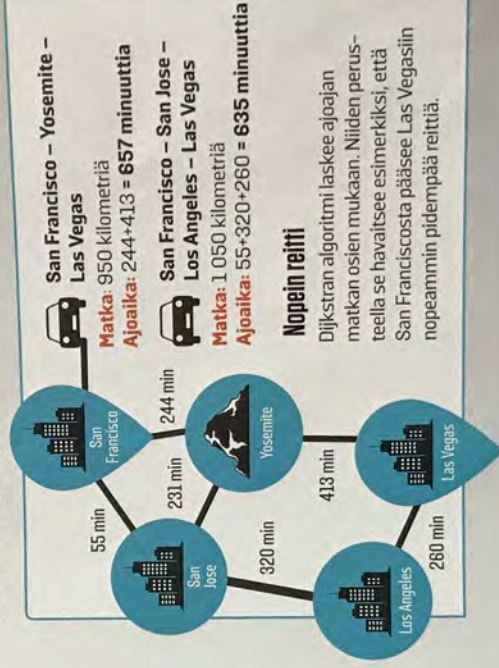 San Francisco – Yosemite –
Las Vegas
Matka: 950 kilometriä
Ajoaika: 244+413 = 657 minuuttia
San Francisco – San Jose –
Los Angeles – Las Vegas
Matka: 1 050 kilometriä
Ajoaika: 55+320+260 = 635 minuuttia
Nopein reitti
Dijkstran algoritmi laskee ajoajan
matkan osien mukaan. Niiden perus-
teella se havaitsee esimerkiksi, että
San Franciscosta pääsee Las Vegasiin
nopeammin pidempää reittiä.
San
Francisco
55 min
244 min
231 min
San
Jose
Yosemite
320 min
413 min
Los Angeles
Las Vegas
260 min